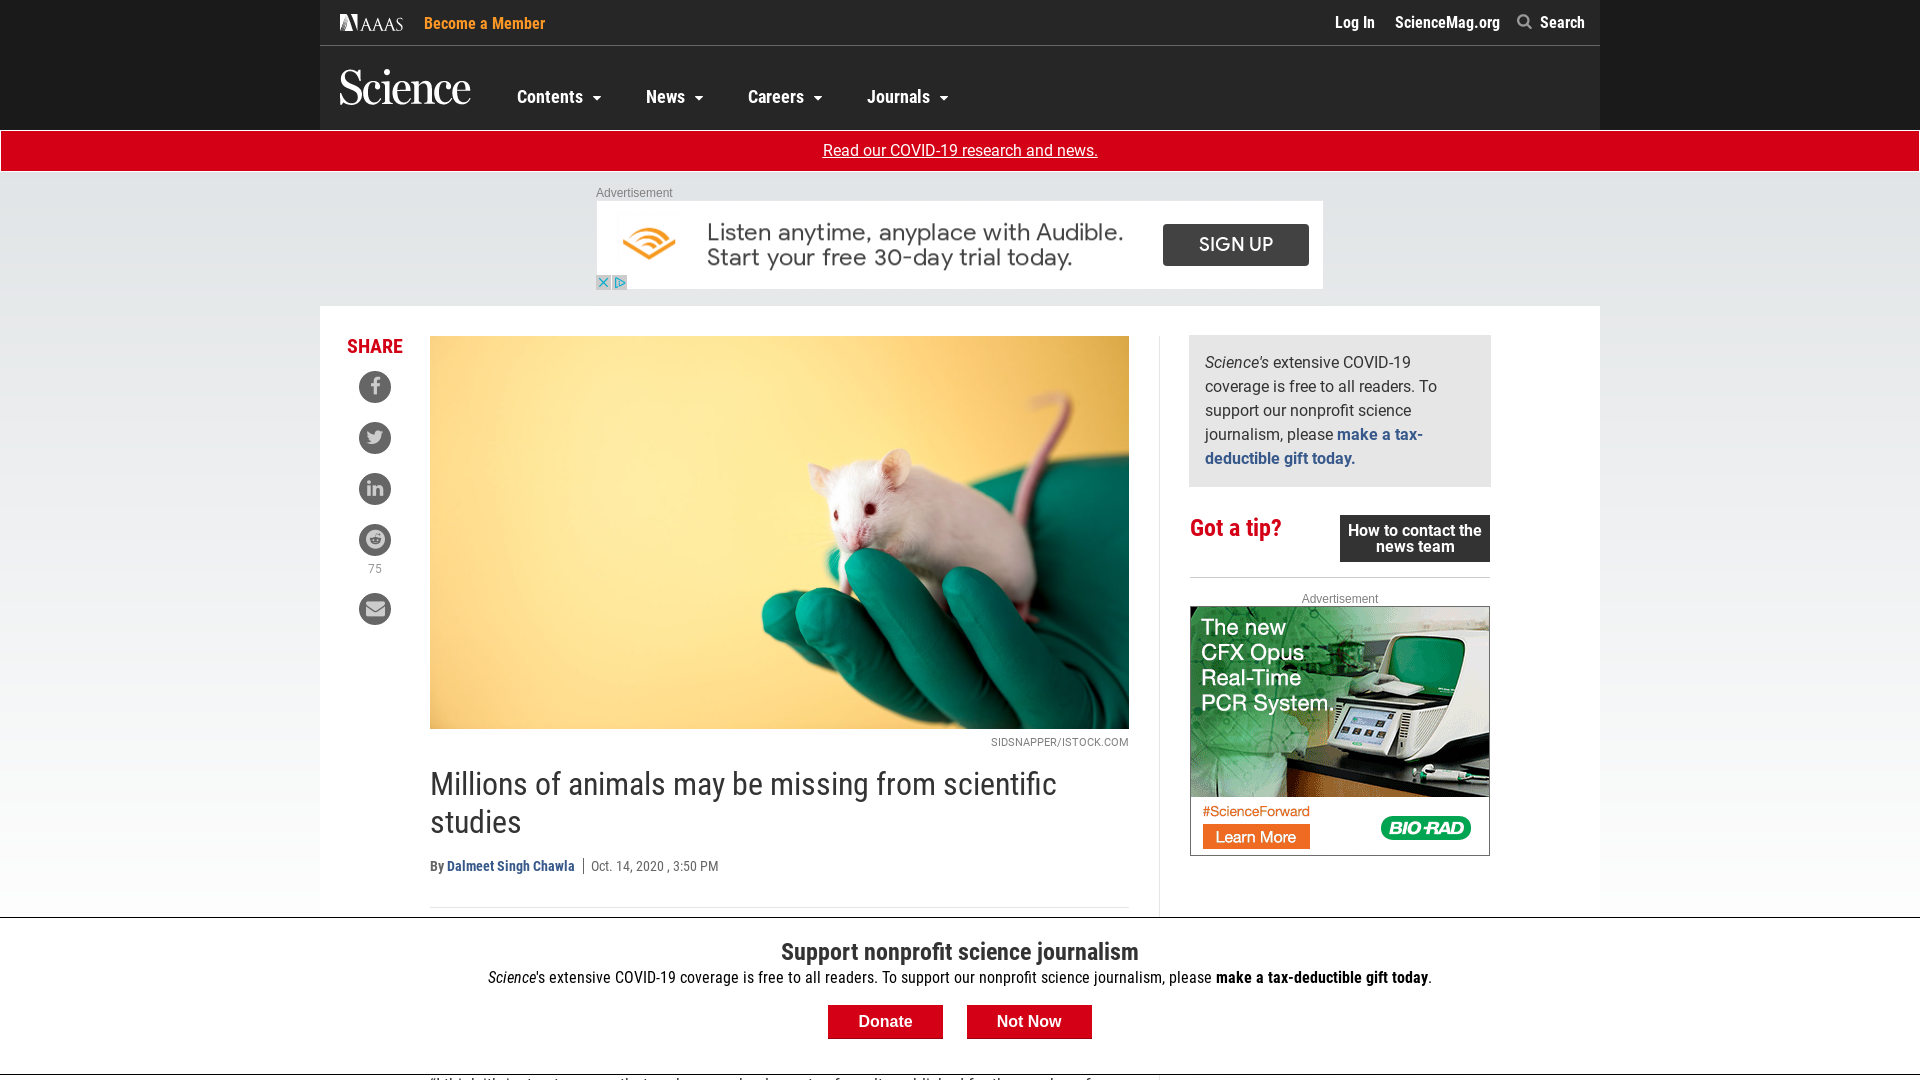 AAAS
Become a Member
Log In
ScienceMag.org
Search
Science
Contents
News
Careers
Journals
Read our COVID-19 research and news.
Advertisement
Listen anytime, anyplace with Audible.
Start your free 30-day trial today.
SIGN UP
SHARE
75
SIDSNAPPER/ISTOCK.COM
Millions of animals may be missing from scientific
studies
By Dalmeet Singh Chawla
Oct. 14, 2020 , 3:50 PM
Science's extensive COVID-19
coverage is free to all readers. To
support our nonprofit science
journalism, please make a tax-
deductible gift today.
Got a tip?
How to contact the
news team
Advertisement
The new
CFX Opus
Real-Time
PCR System.
#ScienceForward
Learn More
BIO-RAD
Support nonprofit science journalism
Science's extensive COVID-19 coverage is free to all readers. To support our nonprofit science journalism, please make a tax-deductible gift today.
Donate
Not Now